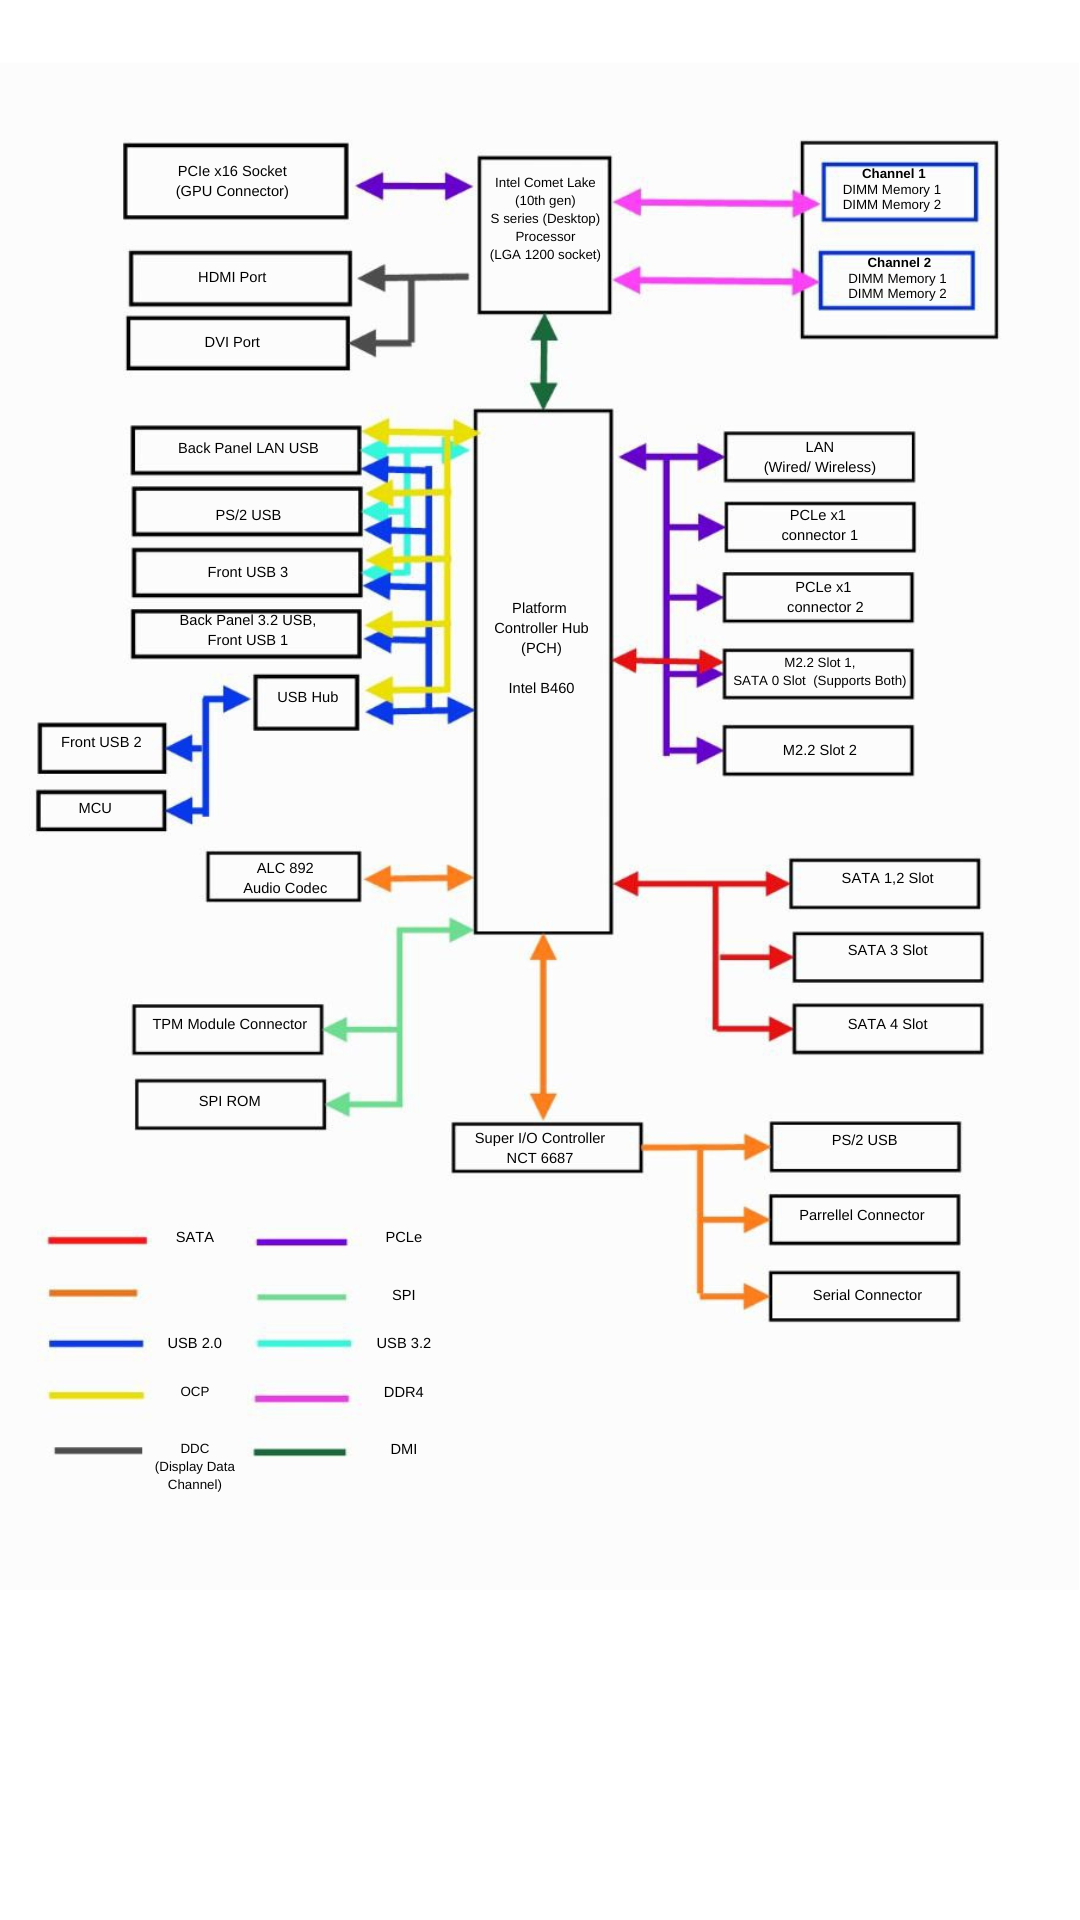 PCIe x16 Socket
(GPU Connector)
Intel Comet Lake
(10th gen)
S series (Desktop)
Processor
(LGA 1200 socket)
Channel 1
DIMM Memory 1
DIMM Memory 2
HDMI Port
Channel 2
DIMM Memory 1
DIMM Memory 2
DVI Port
Back Panel LAN USB
PS/2 USB
Front USB 3
Back Panel 3.2 USB,
Front USB 1
USB Hub
Front USB 2
MCU
Platform
Controller Hub
(PCH)
Intel B460
LAN
(Wired/ Wireless)
PCLe x1
connector 1
PCLe x1
connector 2
M2.2 Slot 1,
SATA 0 Slot (Supports Both)
M2.2 Slot 2
ALC 892
Audio Codec
SATA 1,2 Slot
SATA 3 Slot
SATA 4 Slot
TPM Module Connector
SPI ROM
Super I/O Controller
NCT 6687
PS/2 USB
Parrellel Connector
Serial Connector
SATA
PCLe
SPI
USB 2.0
USB 3.2
OCP
DDR4
DDC
(Display Data
Channel)
DMI